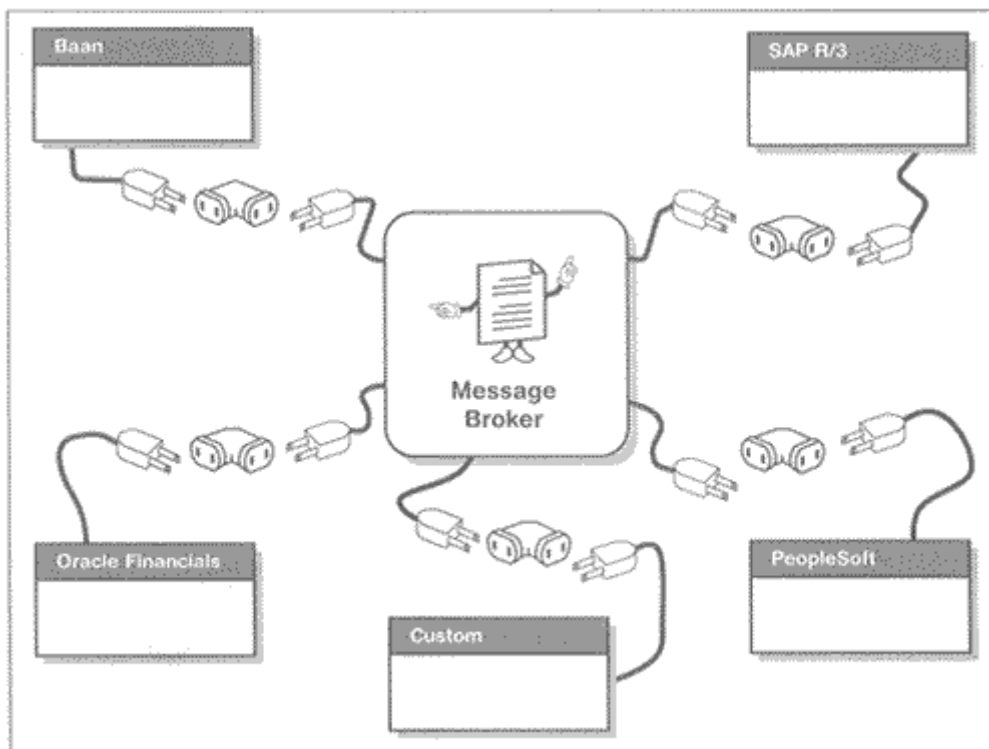 Baan
SAP R/3
Message
Broker
Oracle Financials
PeopleSoft
Custom